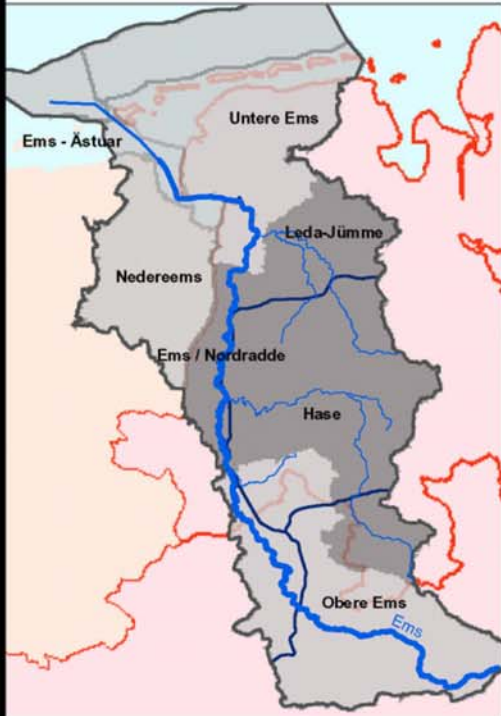 Untere Ems
Ems - Ästuar
Leda-Jümme
Nedereems
Ems / Nordradde
Hase
Obere Ems
Ems